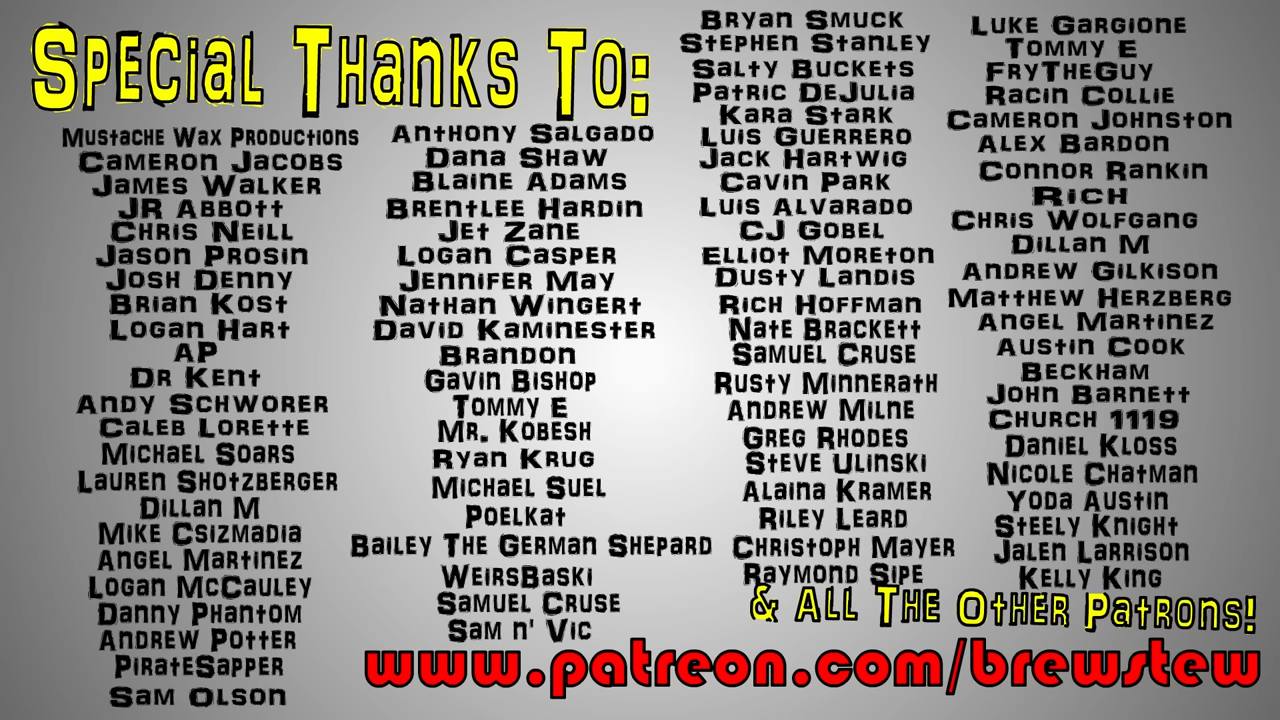 Special Thanks To:
Mustache Wax Productions
Cameron Jacobs
James Walker
JR Abbott
Chris Neill
Jason Prosin
Josh Denny
Brian Kost
Logan Hart
AP
Dr Kent
Andy Schworer
Caleb Lorette
Michael Soars
Lauren Shotzberger
Dillan M
Mike Csizmadia
Angel Martinez
Logan McCauley
Danny Phantom
Andrew Potter
PirateSapper
Sam Olson
Anthony Salgado
Dana Shaw
Blaine Adams
Brentlee Hardin
Jet Zane
Logan Casper
Jennifer May
Nathan Wingert
David Kaminester
Brandon
Gavin Bishop
Tommy E
Mr. Kobesh
Ryan Krug
Michael Suel
Poelkat
Bailey The German Shepard
WeirsBaski
Samuel Cruse
Sam n' Vic
Bryan Smuck
Stephen Stanley
Salty Buckets
Patric DeJulia
Kara Stark
Luis Guerrero
Jack Hartwig
Cavin Park
Luis Alvarado
CJ Gobel
Elliot Moreton
Dusty Landis
Rich Hoffman
Nate Brackett
Samuel Cruse
Rusty Minnerath
Andrew Milne
Greg Rhodes
Steve Ulinski
Alaina Kramer
Riley Leard
Christoph Mayer
Raymond Sipe
Luke Gargione
Tommy E
FryTheGuy
Racin Collie
Cameron Johnston
Alex Bardon
Connor Rankin
Rich
Chris Wolfgang
Dillan M
Andrew Gilkison
Matthew Herzberg
Angel Martinez
Austin Cook
Beckham
John Barnett
Church 1119
Daniel Kloss
Nicole Chatman
Yoda Austin
Steely Knight
Jalen Larrison
Kelly King
& All The Other Patrons!
www.patreon.com/brewstew